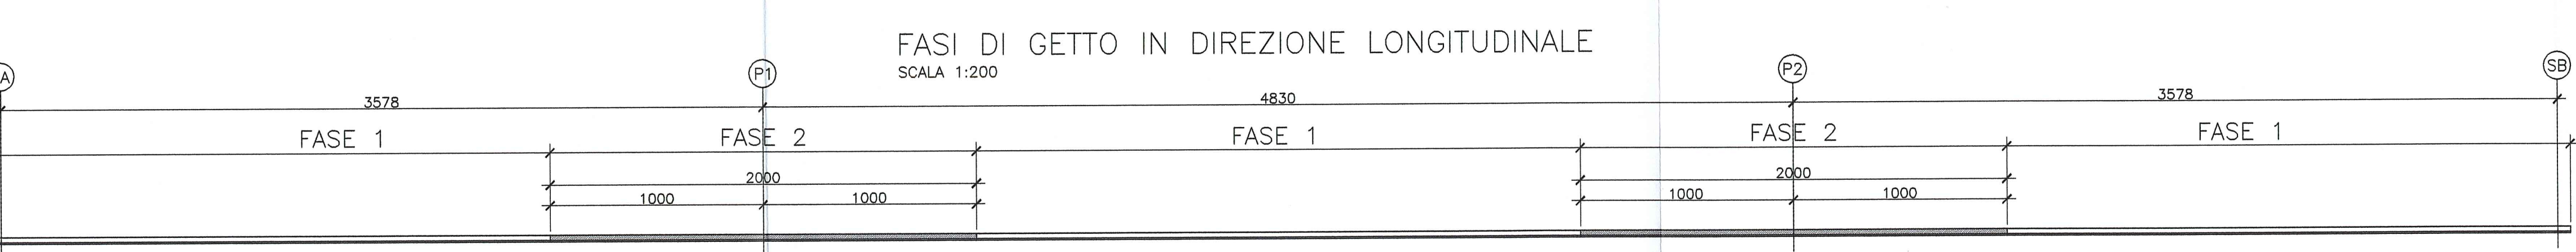 FASI DI GETTO IN DIREZIONE LONGITUDINALE
SCALA 1:200
A P1 P2 SB
3578 4830 3578
FASE 1 FASE 2 FASE 1 FASE 2 FASE 1
2000 2000
1000 1000 1000 1000